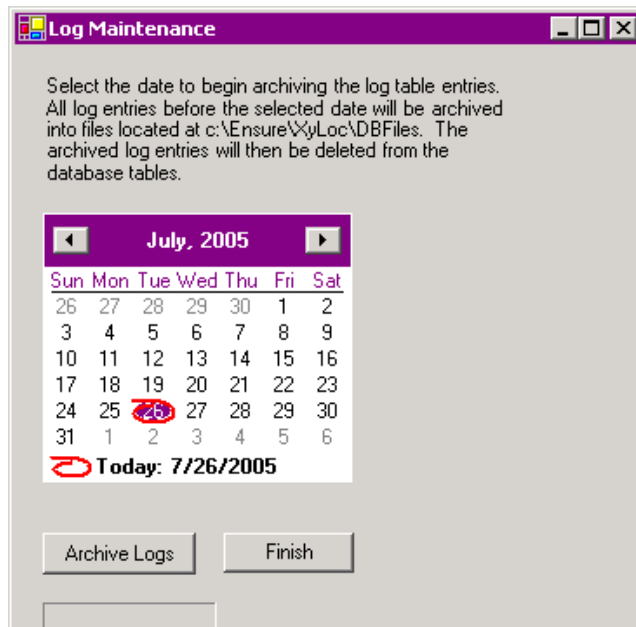 Log Maintenance
Select the date to begin archiving the log table entries.
All log entries before the selected date will be archived
into files located at c:\Ensure\XyLoc\DBFiles. The
archived log entries will then be deleted from the
database tables.
July, 2005
Sun Mon Tue Wed Thu Fri Sat
26 27 28 29 30 1 2
3 4 5 6 7 8 9
10 11 12 13 14 15 16
17 18 19 20 21 22 23
24 25 26 27 28 29 30
31 1 2 3 4 5 6
Today: 7/26/2005
Archive Logs Finish